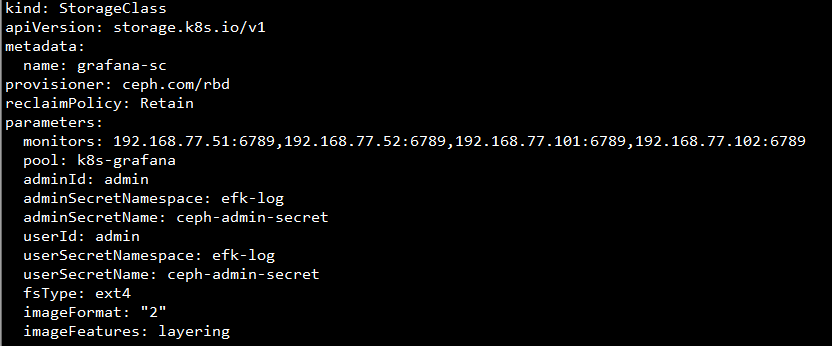 kind: StorageClass
apiVersion: storage.k8s.io/v1
metadata:
  name: grafana-sc
provisioner: ceph.com/rbd
reclaimPolicy: Retain
parameters:
  monitors: 192.168.77.51:6789,192.168.77.52:6789,192.168.77.101:6789,192.168.77.102:6789
  pool: k8s-grafana
  adminId: admin
  adminSecretNamespace: efk-log
  adminSecretName: ceph-admin-secret
  userId: admin
  userSecretNamespace: efk-log
  userSecretName: ceph-admin-secret
  fsType: ext4
  imageFormat: "2"
  imageFeatures: layering